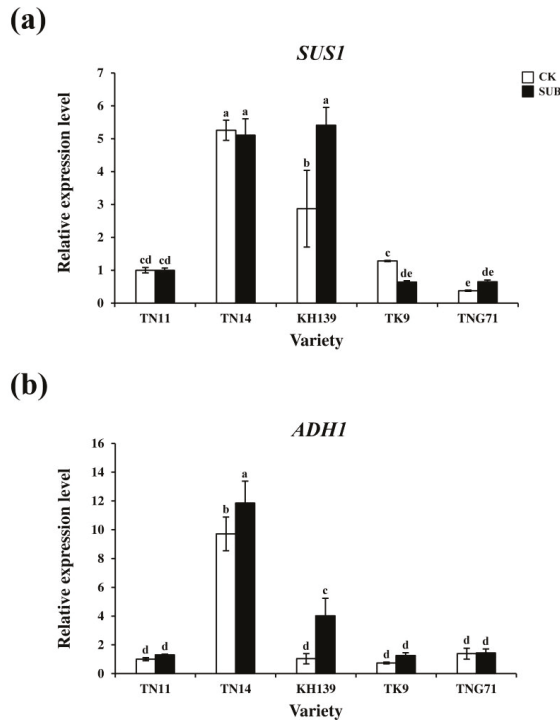 (a)
SUS1
CK
SUB
Relative expression level
7
6
5
4
3
2
1
0
cd cd
a a
b a
c de
e de
TN11 TN14 KH139 TK9 TNG71
Variety
(b)
ADH1
Relative expression level
16
14
12
10
8
6
4
2
0
d d
b a
d c
d d
d d
TN11 TN14 KH139 TK9 TNG71
Variety